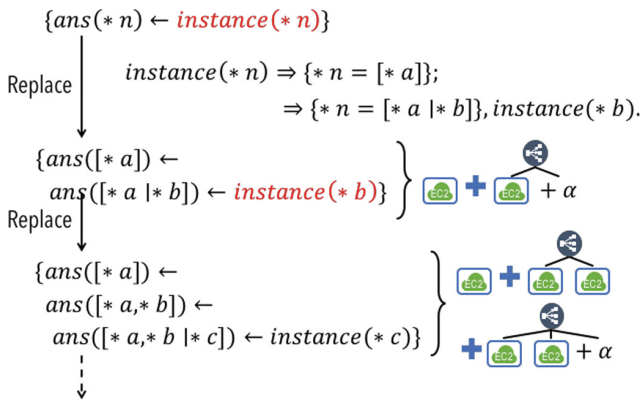 {ans(* n) ← instance(* n)}
Replace
instance(* n) ⇒ {* n = [* a]};
⇒ {* n = [* a |* b]}, instance(* b).
{ans([* a]) ←
ans([* a |* b]) ← instance(* b)}
EC2 + EC2 + α
Replace
{ans([* a]) ←
ans([* a,* b]) ←
ans([* a,* b |* c]) ← instance(* c)}
EC2 + EC2 EC2
+ EC2 EC2 + α